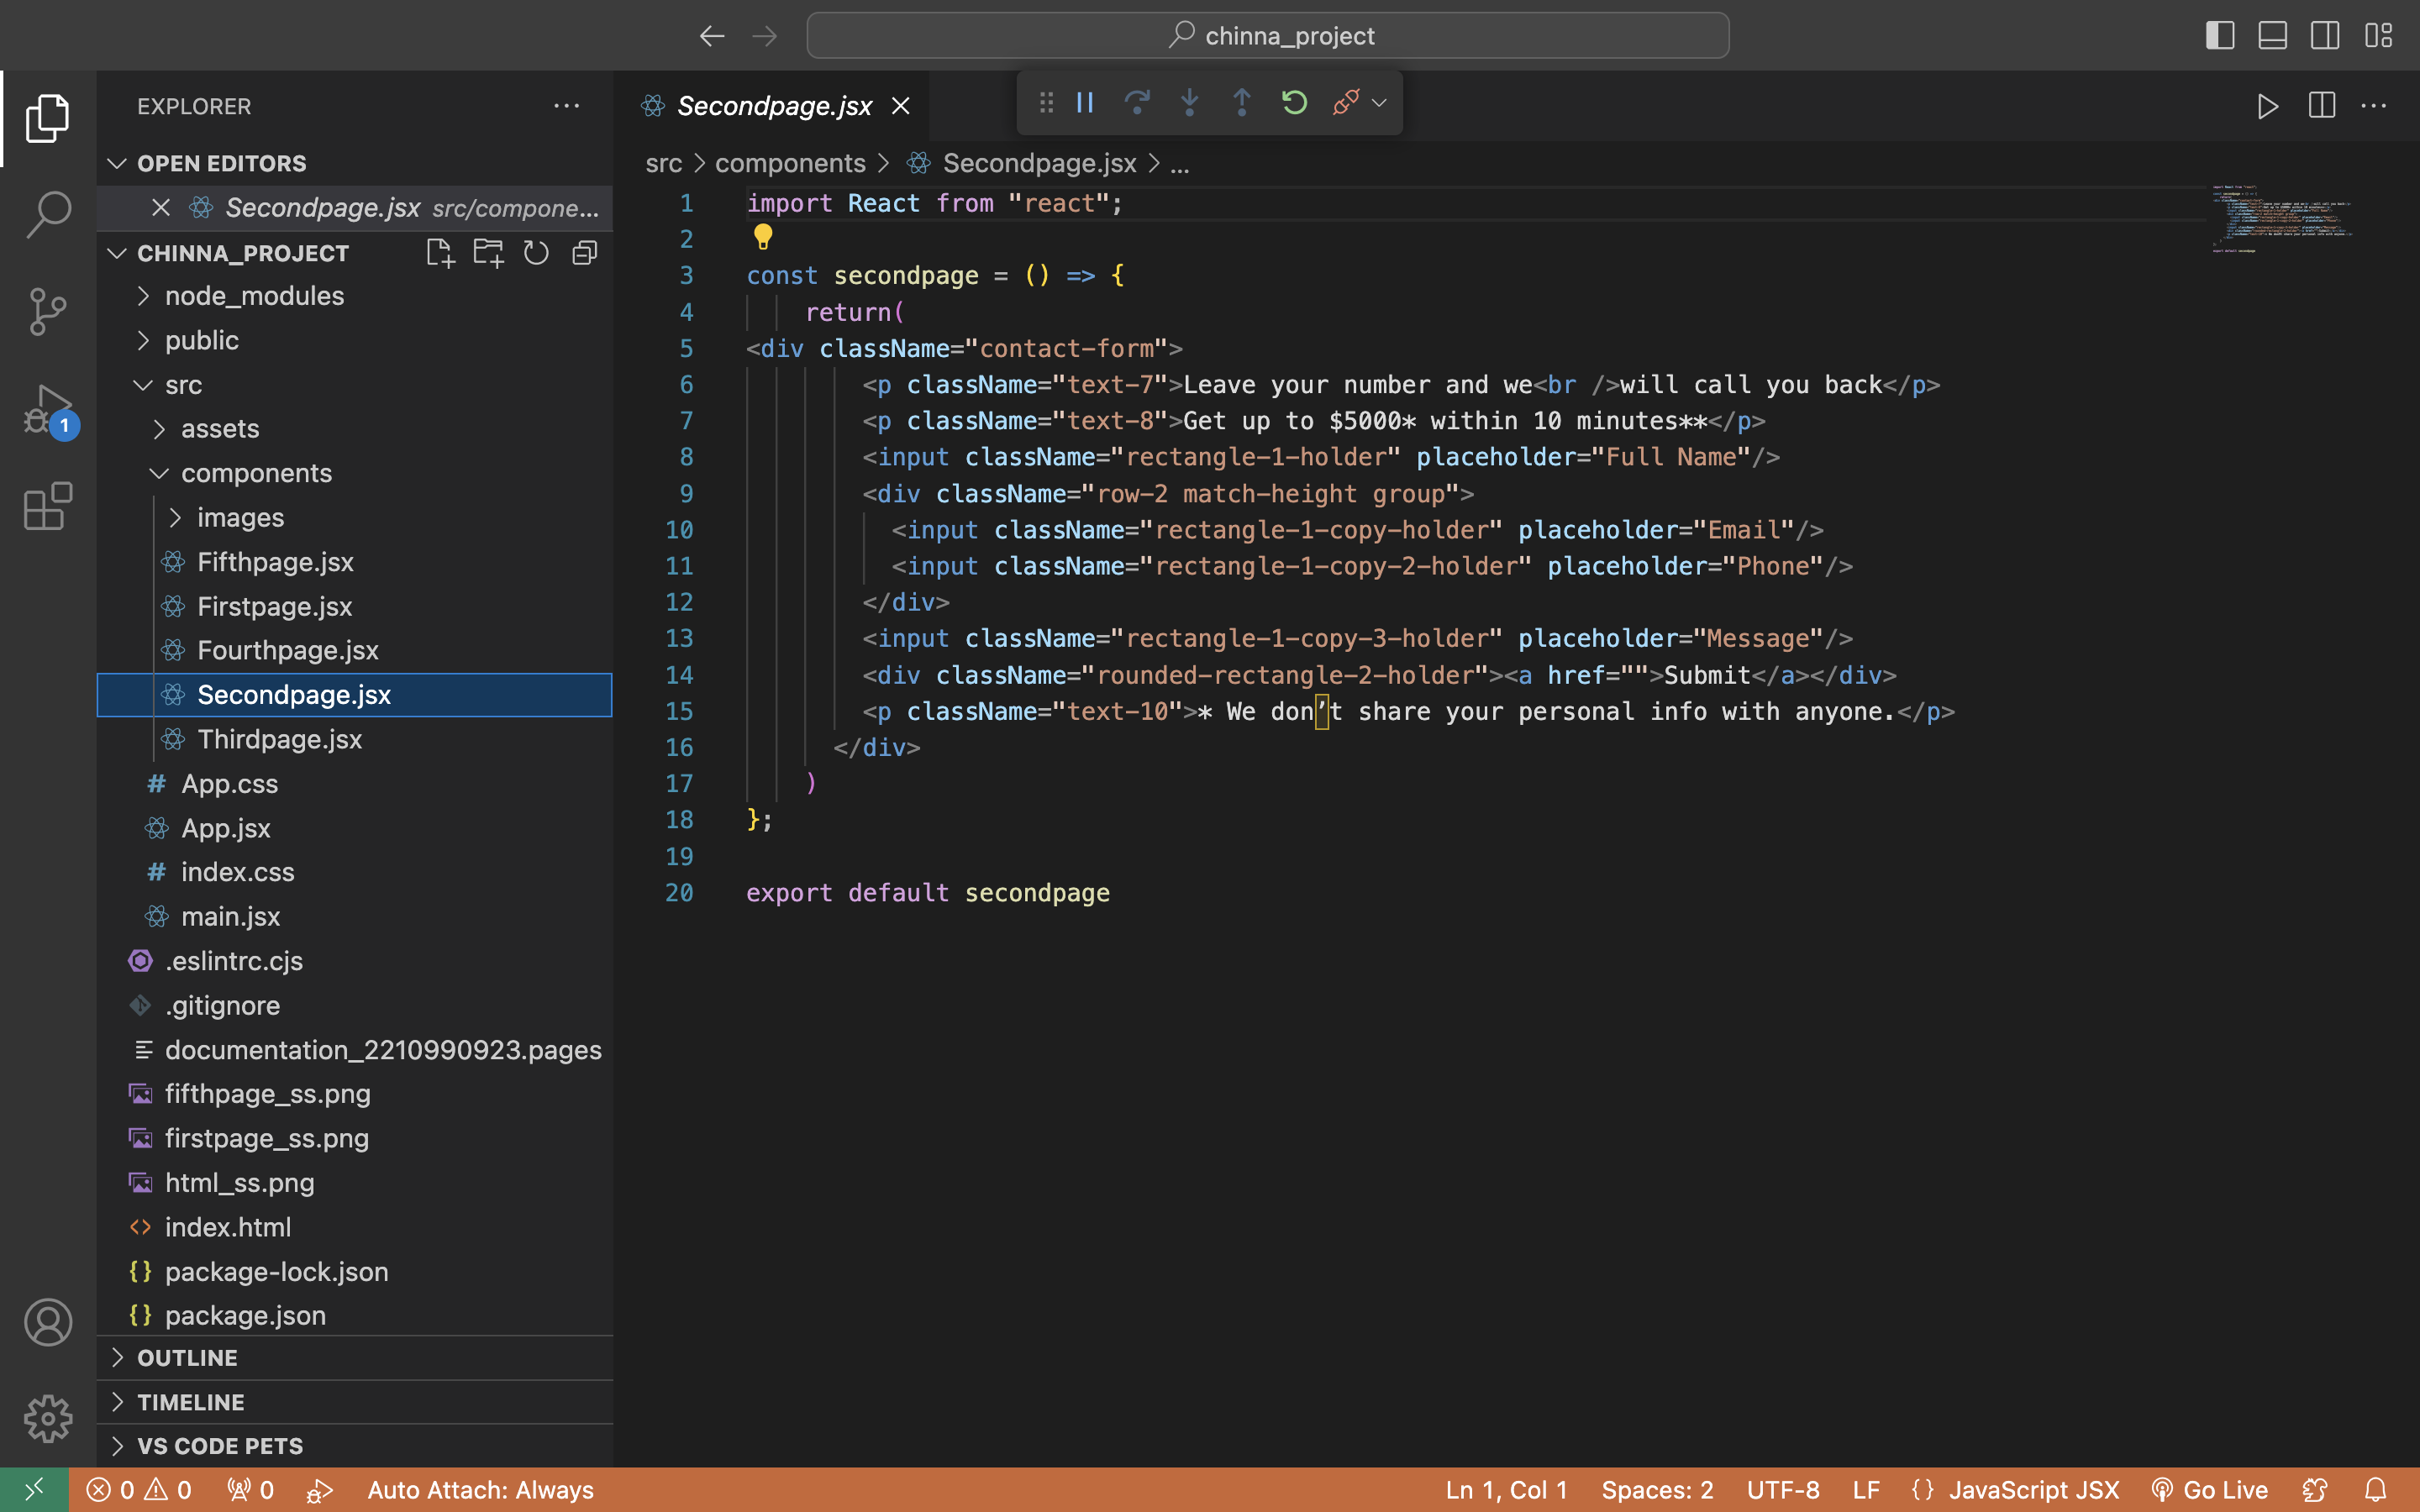 chinna_project
EXPLORER
OPEN EDITORS
Secondpage.jsx src/compone...
CHINNA_PROJECT
node_modules
public
src
assets
components
images
Fifthpage.jsx
Firstpage.jsx
Fourthpage.jsx
Secondpage.jsx
Thirdpage.jsx
App.css
App.jsx
index.css
main.jsx
.eslintrc.cjs
.gitignore
documentation_2210990923.pages
fifthpage_ss.png
firstpage_ss.png
html_ss.png
index.html
package-lock.json
package.json
OUTLINE
TIMELINE
VS CODE PETS
1
Secondpage.jsx
src > components > Secondpage.jsx > ...
1 import React from "react";
2
3 const secondpage = () => {
4 return(
5 <div className="contact-form">
6 <p className="text-7">Leave your number and we<br />will call you back</p>
7 <p className="text-8">Get up to $5000* within 10 minutes**</p>
8 <input className="rectangle-1-holder" placeholder="Full Name"/>
9 <div className="row-2 match-height group">
10 <input className="rectangle-1-copy-holder" placeholder="Email"/>
11 <input className="rectangle-1-copy-2-holder" placeholder="Phone"/>
12 </div>
13 <input className="rectangle-1-copy-3-holder" placeholder="Message"/>
14 <div className="rounded-rectangle-2-holder"><a href="">Submit</a></div>
15 <p className="text-10">* We don’t share your personal info with anyone.</p>
16 </div>
17 )
18 };
19
20 export default secondpage
0 0 0 Auto Attach: Always Ln 1, Col 1 Spaces: 2 UTF-8 LF {} JavaScript JSX Go Live